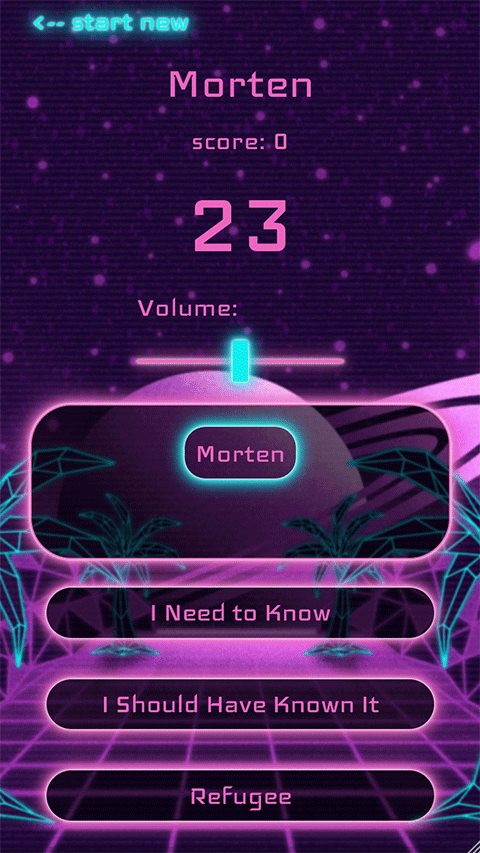 <-- start new
Morten
score: 0
23
Volume:
Morten
I Need to Know
I Should Have Known It
Refugee